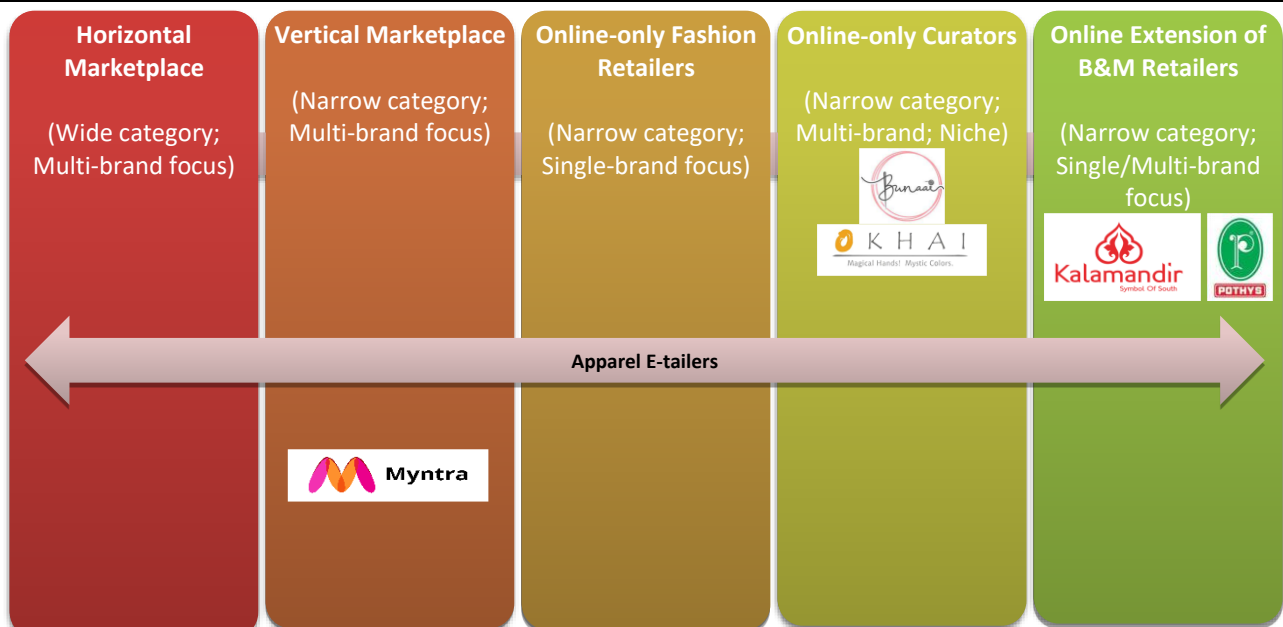 Horizontal
Marketplace
(Wide category;
Multi-brand focus)
Vertical Marketplace
(Narrow category;
Multi-brand focus)
Online-only Fashion
Retailers
(Narrow category;
Single-brand focus)
Online-only Curators
(Narrow category;
Multi-brand; Niche)
Bunaai
OKHAI
Magical Hands! Mystic Colors.
Online Extension of
B&M Retailers
(Narrow category;
Single/Multi-brand
focus)
Kalamandir
Symbol Of South
P
POTHYS
Apparel E-tailers
Myntra